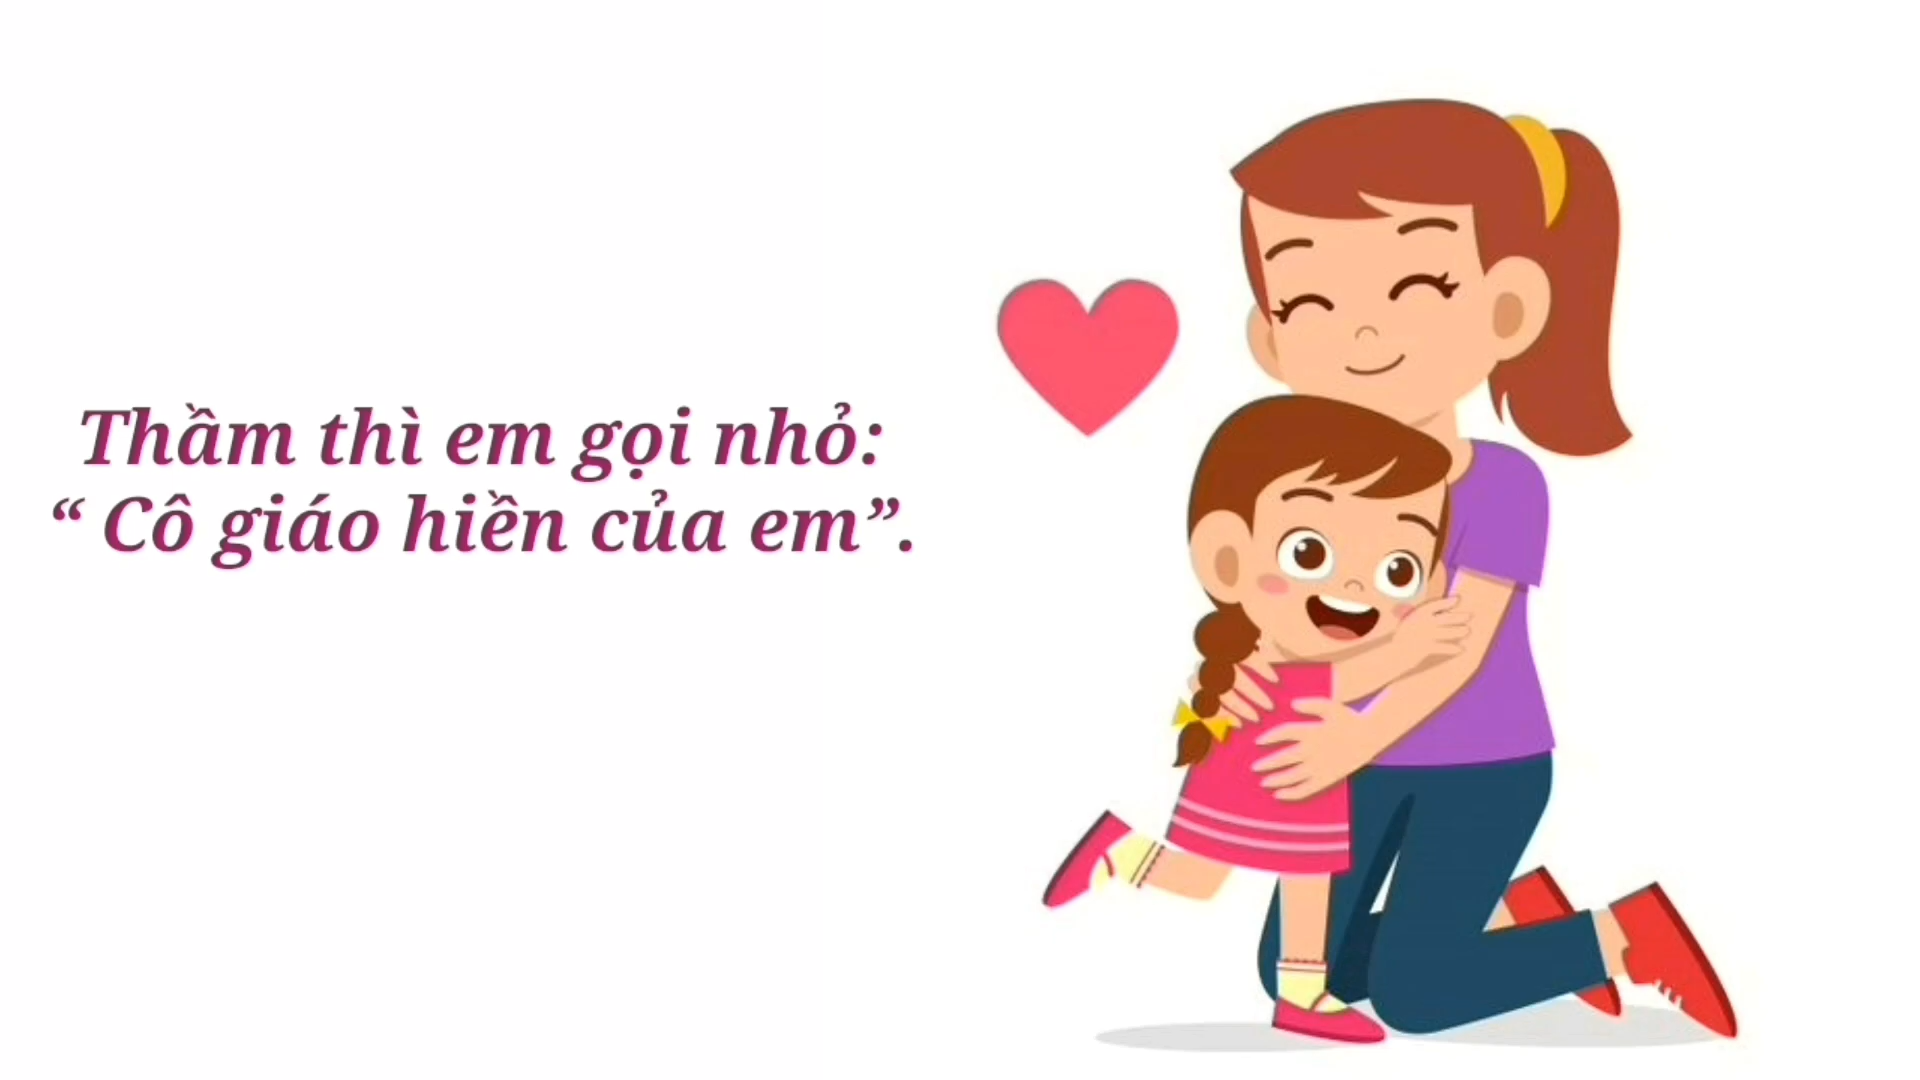 Thầm thì em gọi nhỏ:
“ Cô giáo hiền của em”.